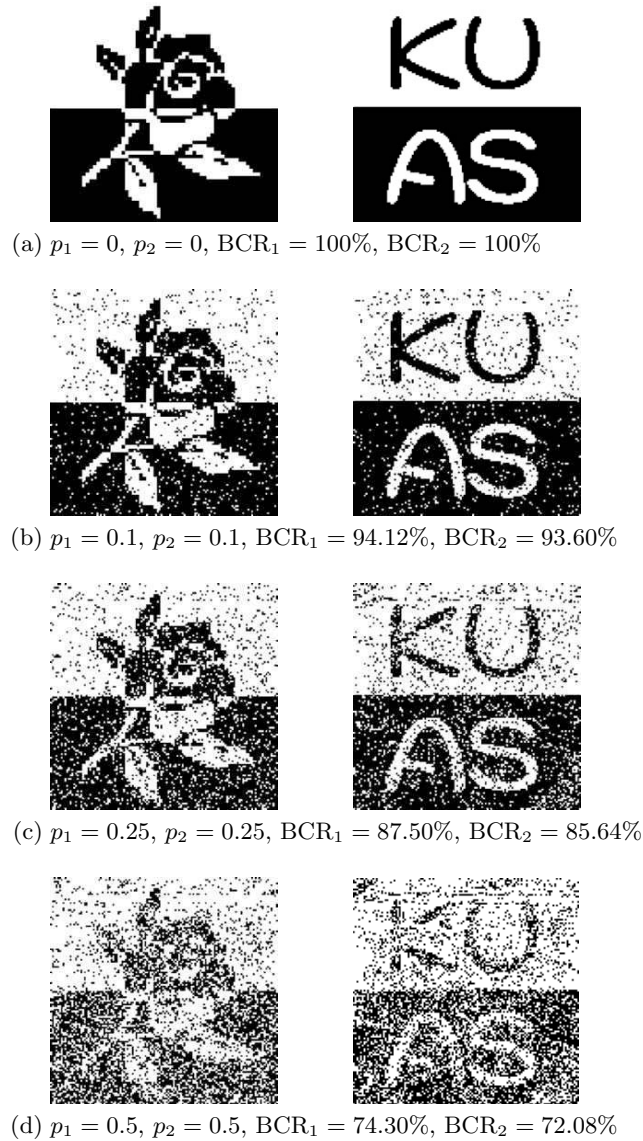 KU
AS
(a) p₁ = 0, p₂ = 0, BCR₁ = 100%, BCR₂ = 100%
KU
AS
(b) p₁ = 0.1, p₂ = 0.1, BCR₁ = 94.12%, BCR₂ = 93.60%
KU
AS
(c) p₁ = 0.25, p₂ = 0.25, BCR₁ = 87.50%, BCR₂ = 85.64%
KU
AS
(d) p₁ = 0.5, p₂ = 0.5, BCR₁ = 74.30%, BCR₂ = 72.08%